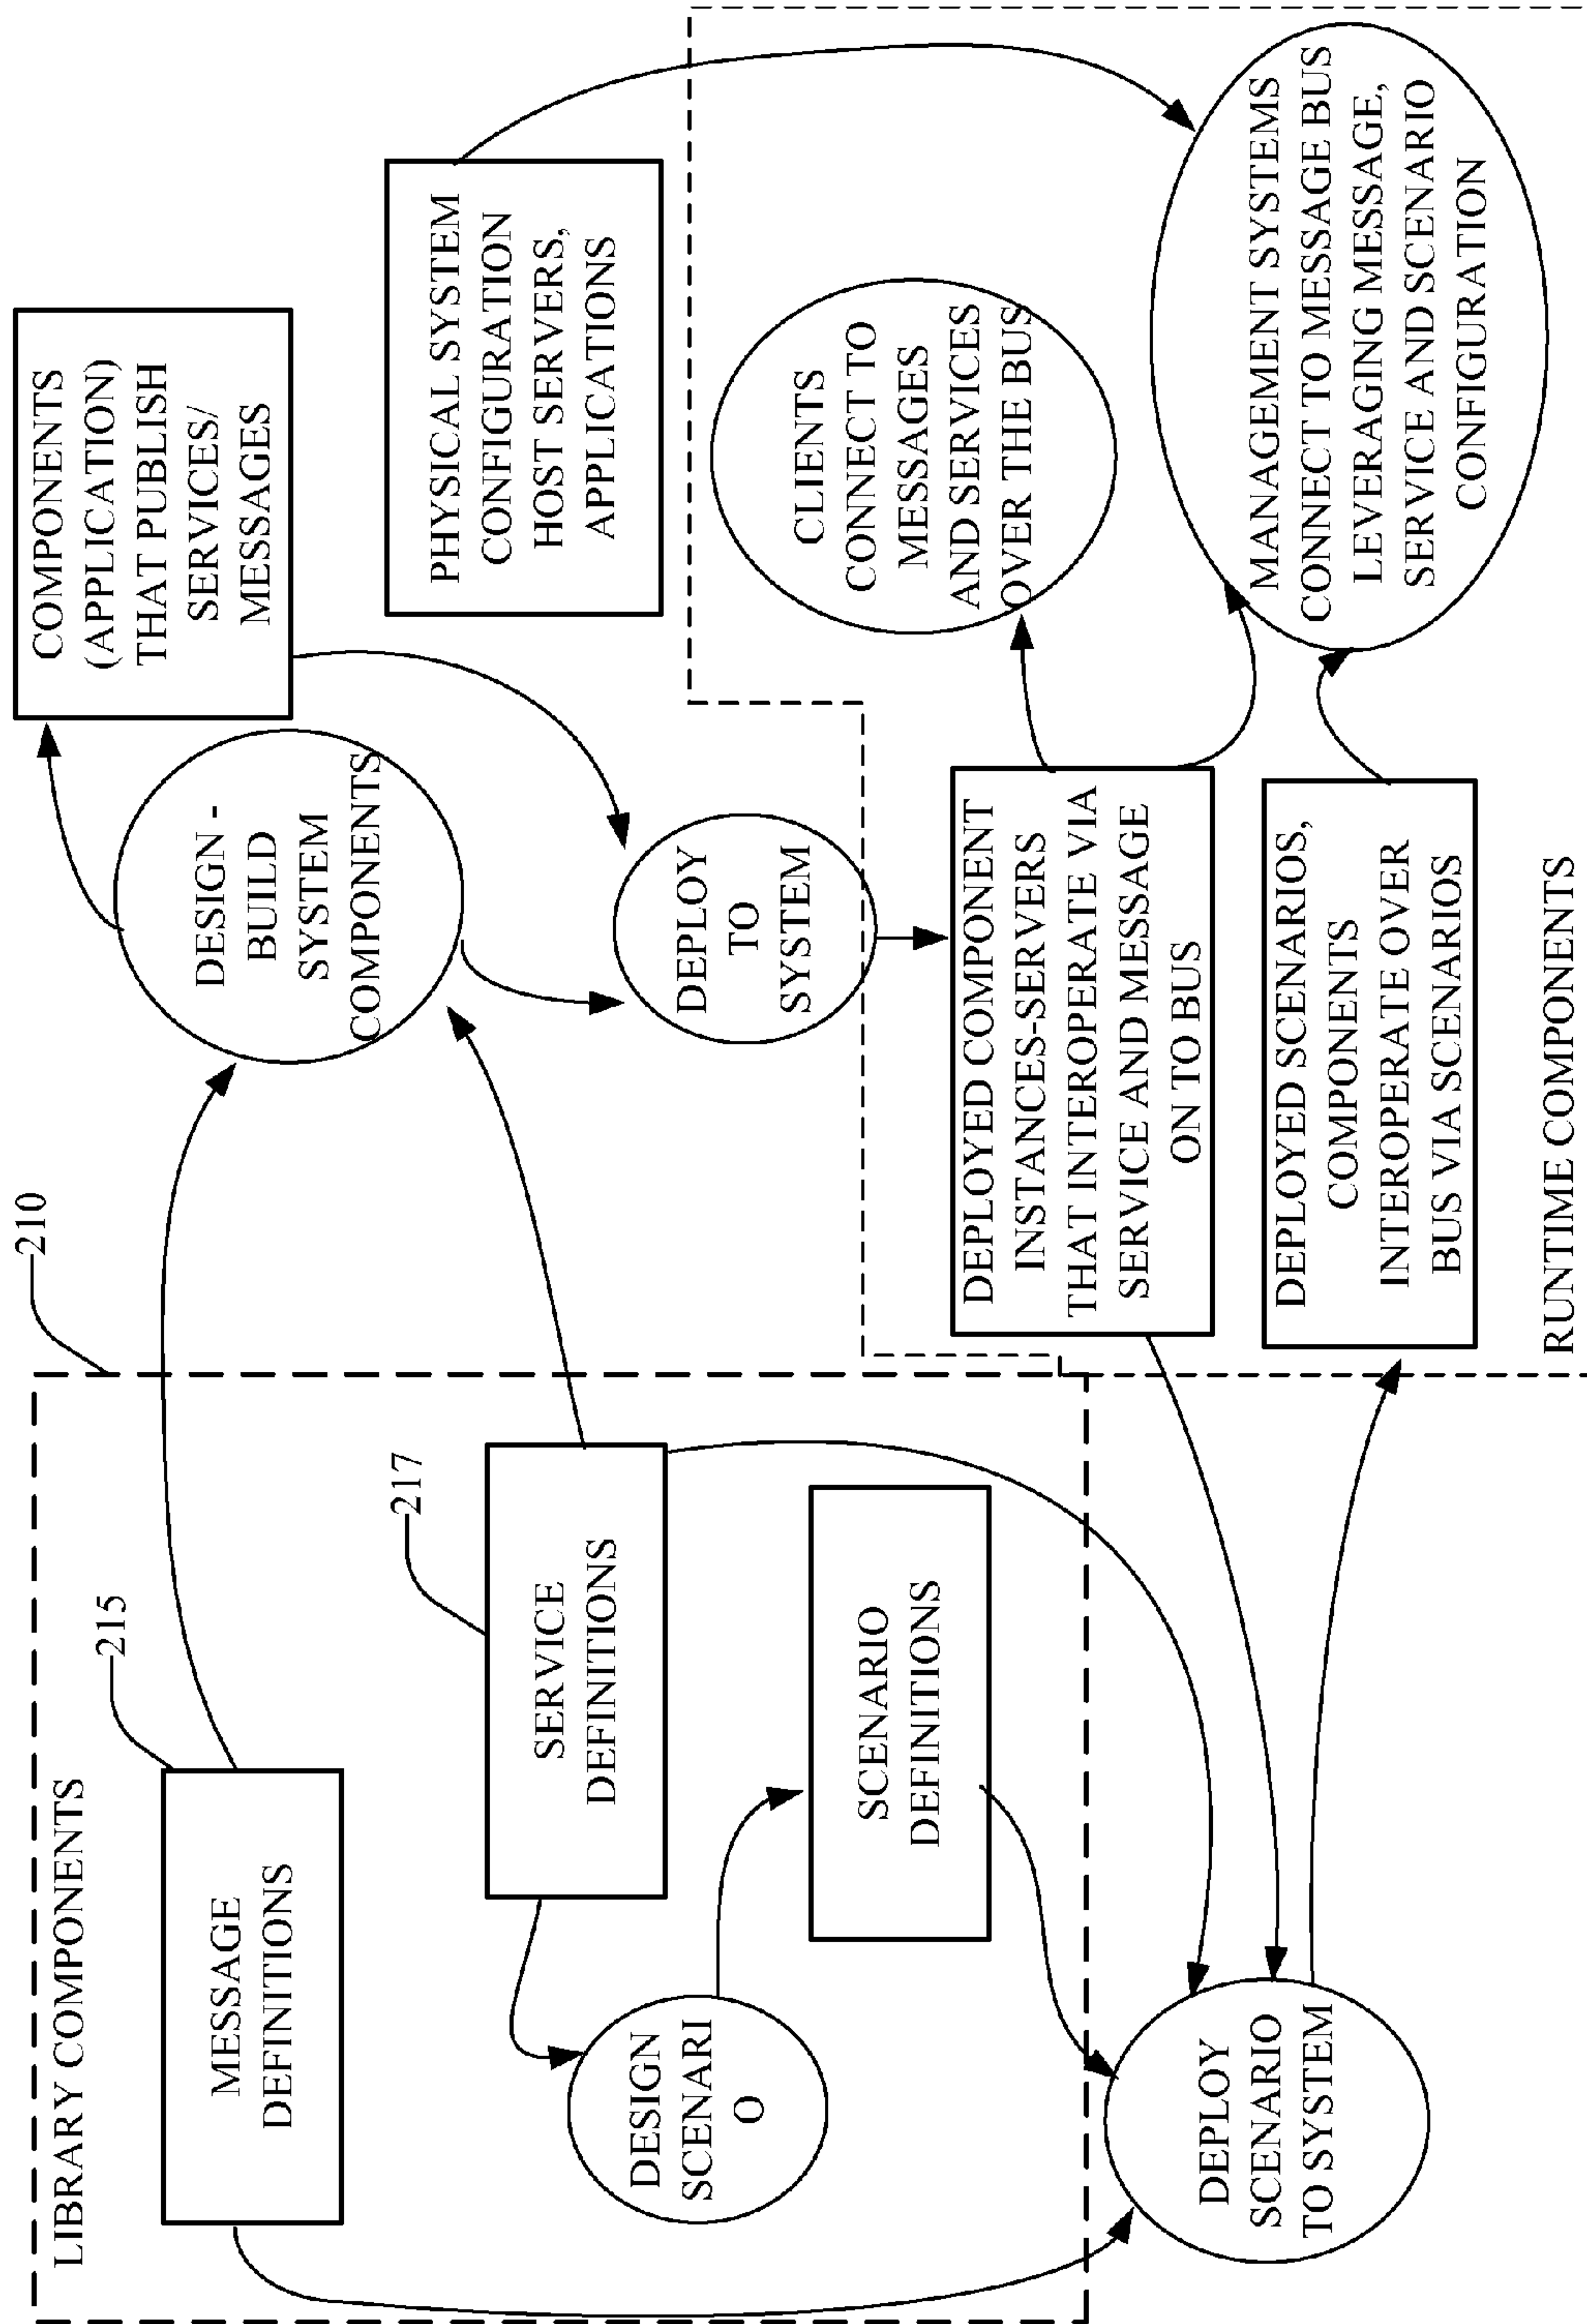 210
LIBRARY COMPONENTS
215
MESSAGE
DEFINITIONS
217
SERVICE
DEFINITIONS
DESIGN
SCENARI
O
SCENARIO
DEFINITIONS
DEPLOY
SCENARIO
TO SYSTEM
DESIGN -
BUILD
SYSTEM
COMPONENTS
COMPONENTS
(APPLICATION)
THAT PUBLISH
SERVICES/
MESSAGES
DEPLOY
TO
SYSTEM
PHYSICAL SYSTEM
CONFIGURATION
HOST SERVERS,
APPLICATIONS
CLIENTS
CONNECT TO
MESSAGES
AND SERVICES
OVER THE BUS
DEPLOYED COMPONENT
INSTANCES-SERVERS
THAT INTEROPERATE VIA
SERVICE AND MESSAGE
ON TO BUS
MANAGEMENT SYSTEMS
CONNECT TO MESSAGE BUS
LEVERAGING MESSAGE,
SERVICE AND SCENARIO
CONFIGURATION
DEPLOYED SCENARIOS,
COMPONENTS
INTEROPERATE OVER
BUS VIA SCENARIOS
RUNTIME COMPONENTS